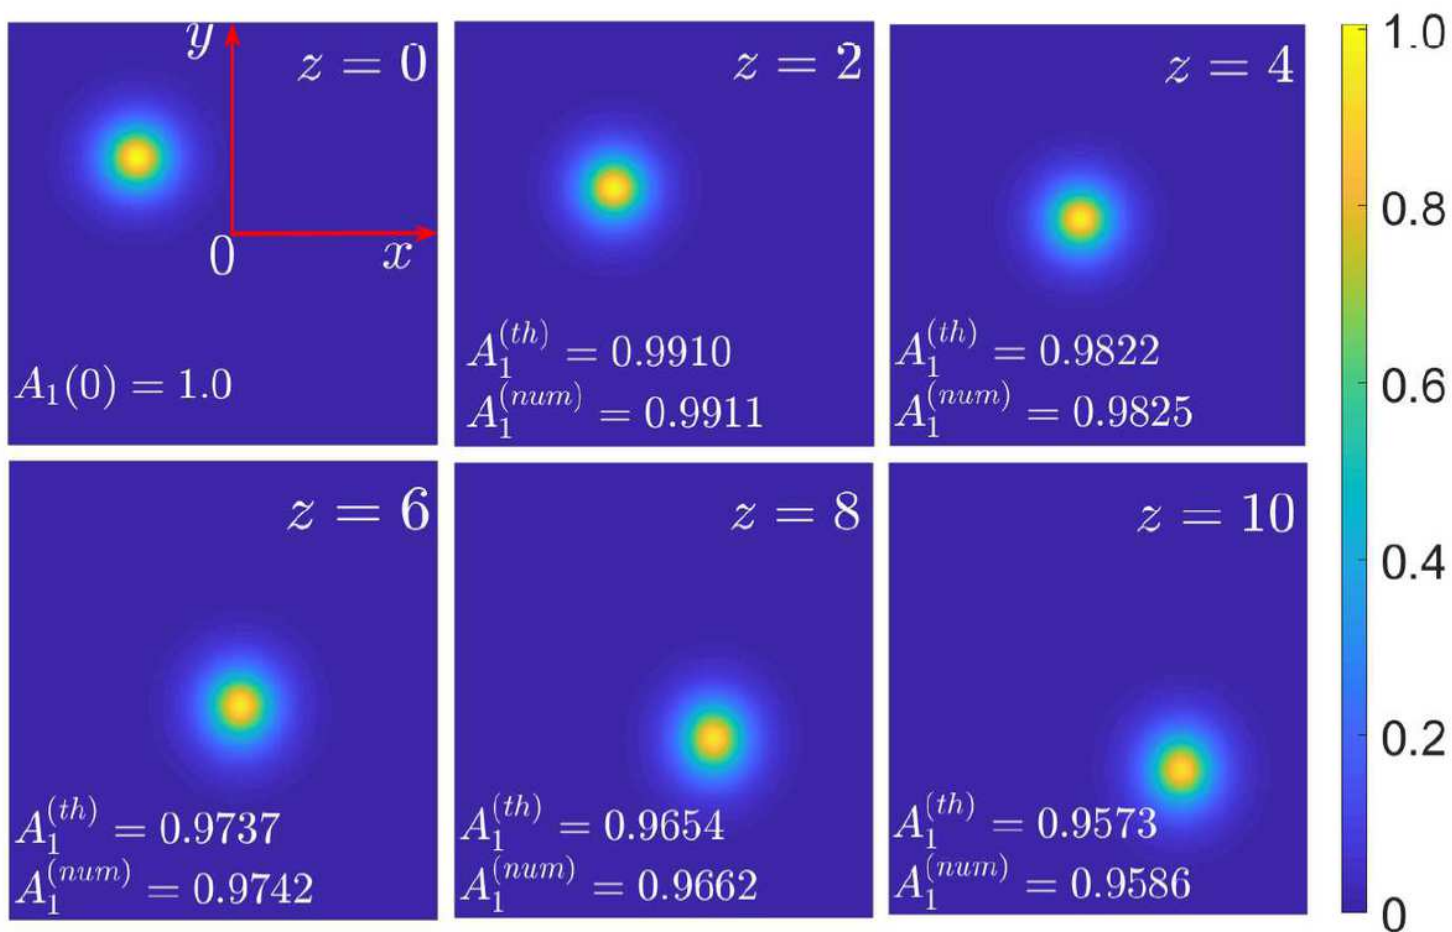 y
z = 0
0
x
A₁(0) = 1.0
z = 2
A₁^(th) = 0.9910
A₁^(num) = 0.9911
z = 4
A₁^(th) = 0.9822
A₁^(num) = 0.9825
z = 6
A₁^(th) = 0.9737
A₁^(num) = 0.9742
z = 8
A₁^(th) = 0.9654
A₁^(num) = 0.9662
z = 10
A₁^(th) = 0.9573
A₁^(num) = 0.9586
1.0
0.8
0.6
0.4
0.2
0